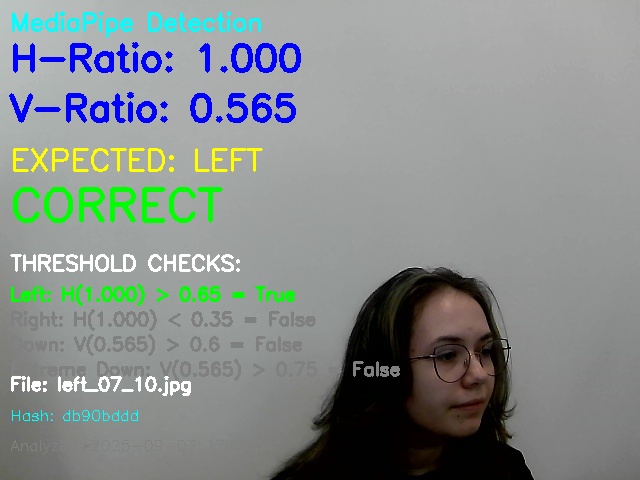 MediaPipe Detection
H-Ratio: 1.000
V-Ratio: 0.565
EXPECTED: LEFT
CORRECT
THRESHOLD CHECKS:
Left: H(1.000) > 0.65 = True
Right: H(1.000) < 0.35 = False
Down: V(0.565) > 0.6 = False
Down: V(0.565) > 0.75 = False
File: left_07_10.jpg
Hash: db90bddd